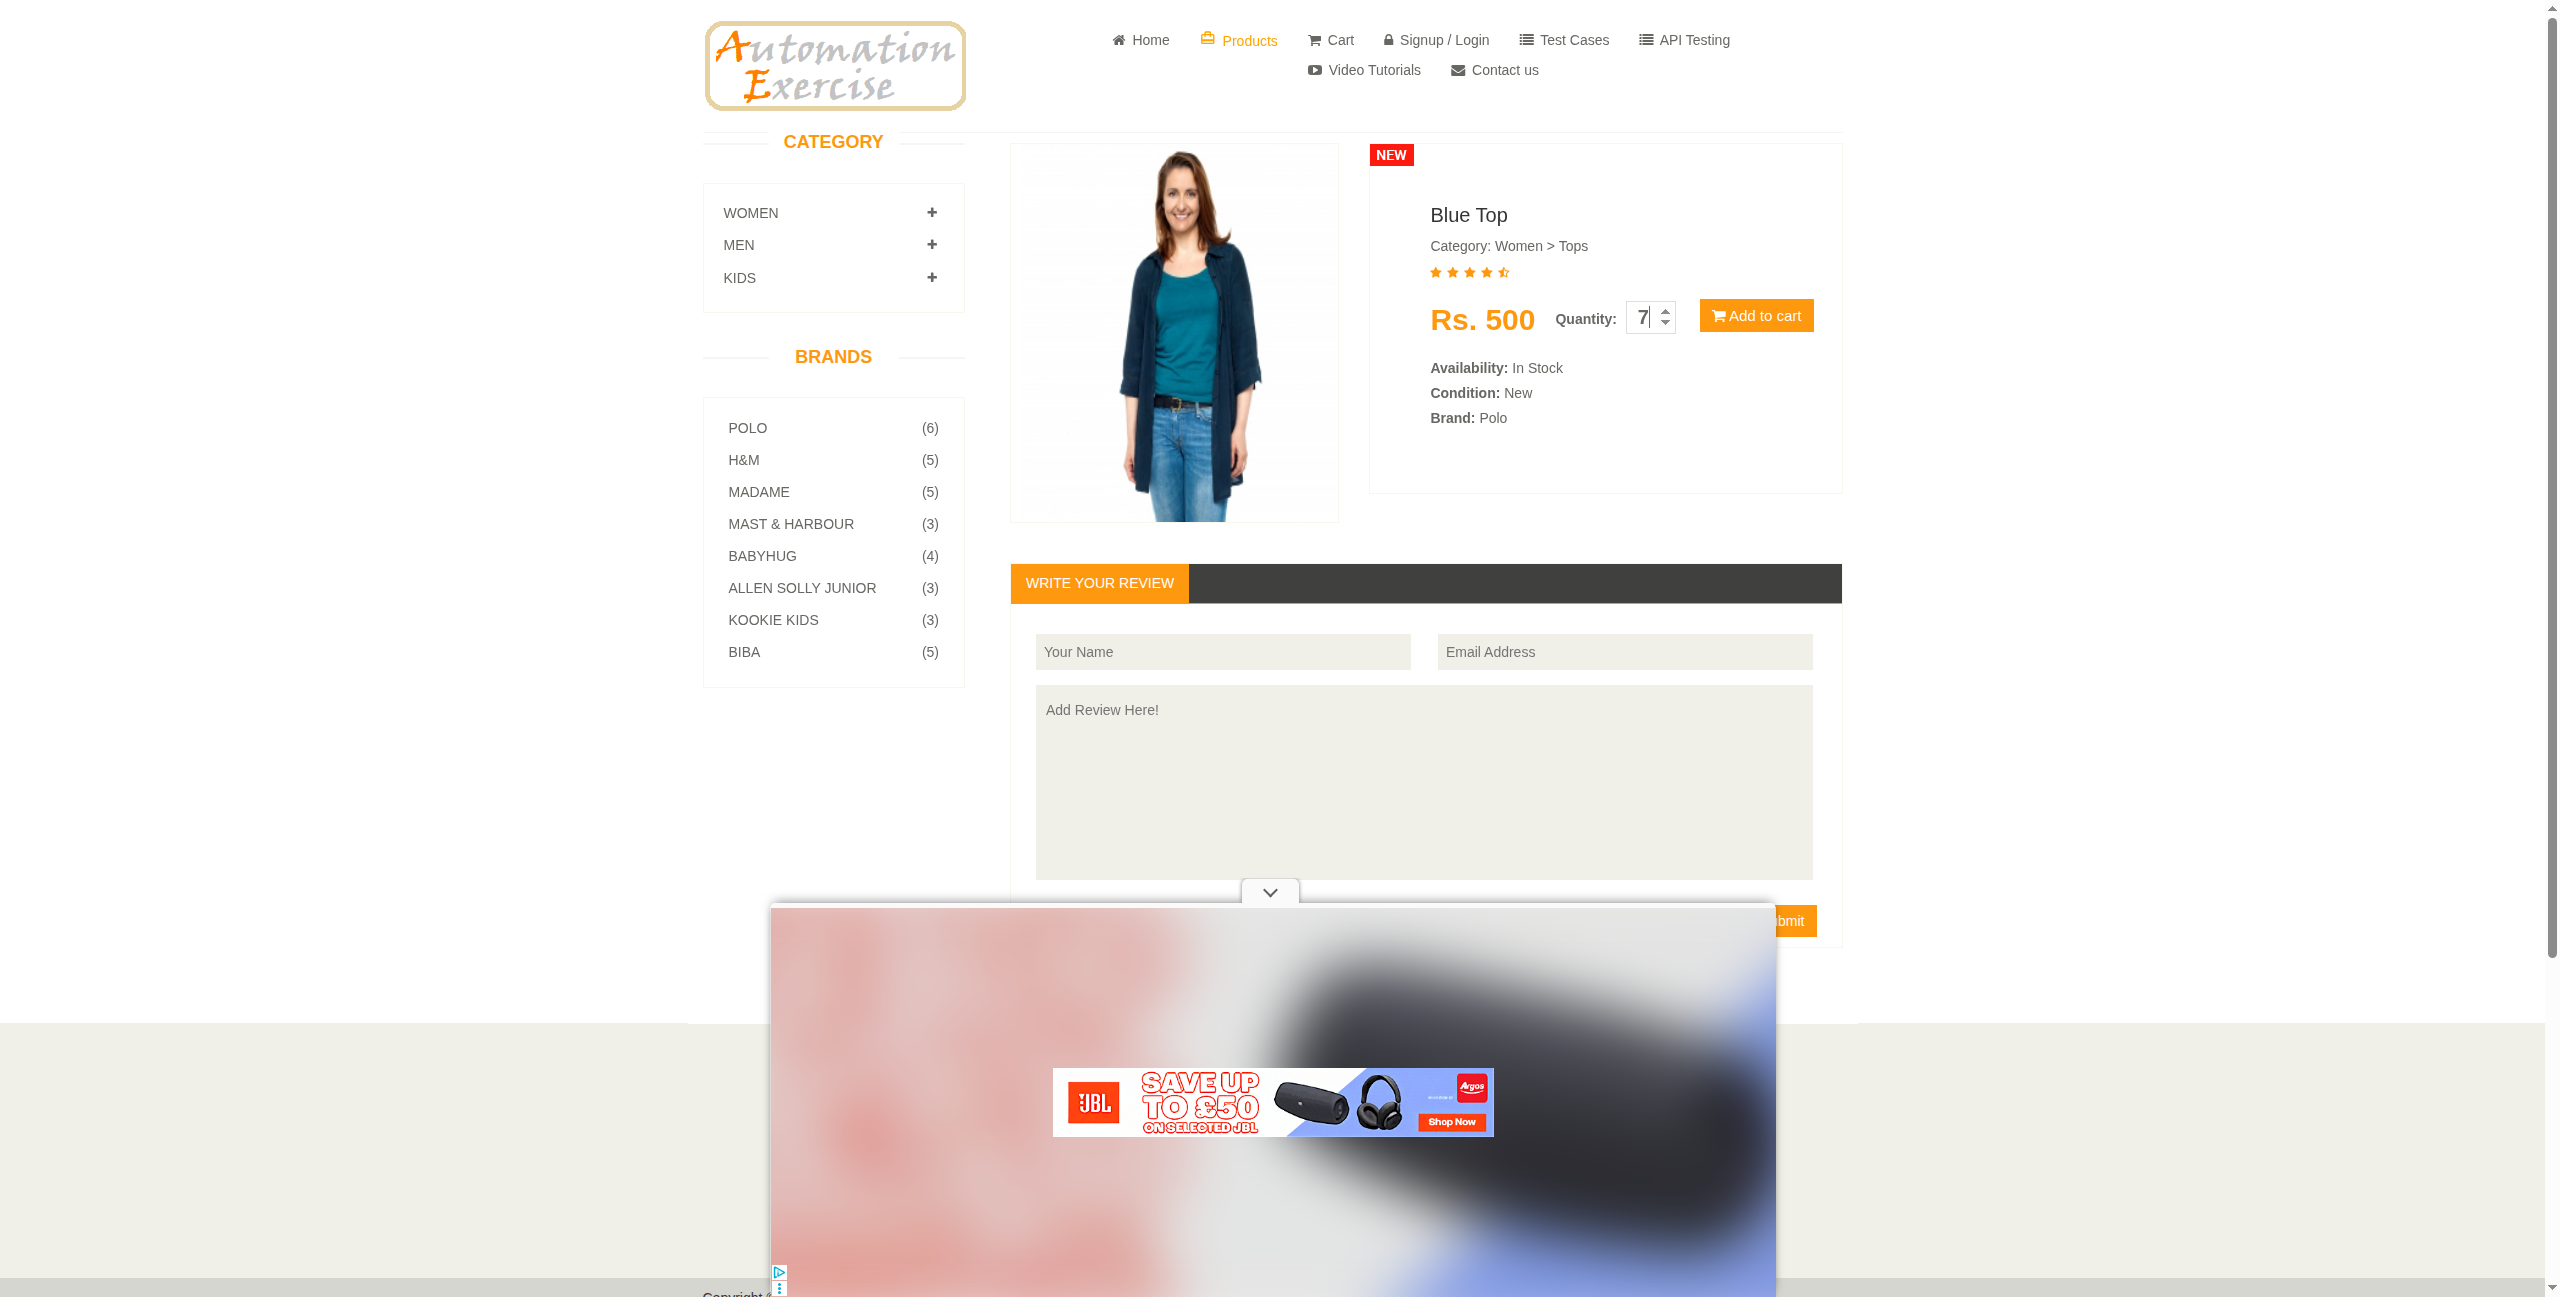 Automation
Exercise
Home
Products
Cart
Signup / Login
Test Cases
API Testing
Video Tutorials
Contact us
CATEGORY
WOMEN
MEN
KIDS
BRANDS
POLO (6)
H&M (5)
MADAME (5)
MAST & HARBOUR (3)
BABYHUG (4)
ALLEN SOLLY JUNIOR (3)
KOOKIE KIDS (3)
BIBA (5)
NEW
Blue Top
Category: Women > Tops
Rs. 500 Quantity: 7 Add to cart
Availability: In Stock
Condition: New
Brand: Polo
WRITE YOUR REVIEW
Your Name
Email Address
Add Review Here!
bmit
JBL
SAVE UP
TO £50
ON SELECTED JBL
Argos
Shop Now
Copyright